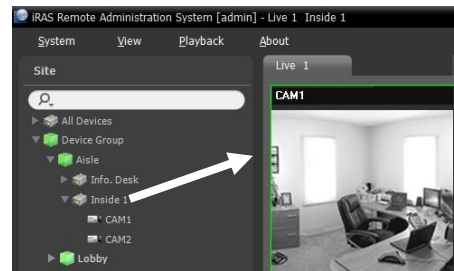 iRAS Remote Administration System [admin] - Live 1 Inside 1
System View Playback About
Site
Live 1
CAM1
All Devices
Device Group
Aisle
Info. Desk
Inside 1
CAM1
CAM2
Lobby